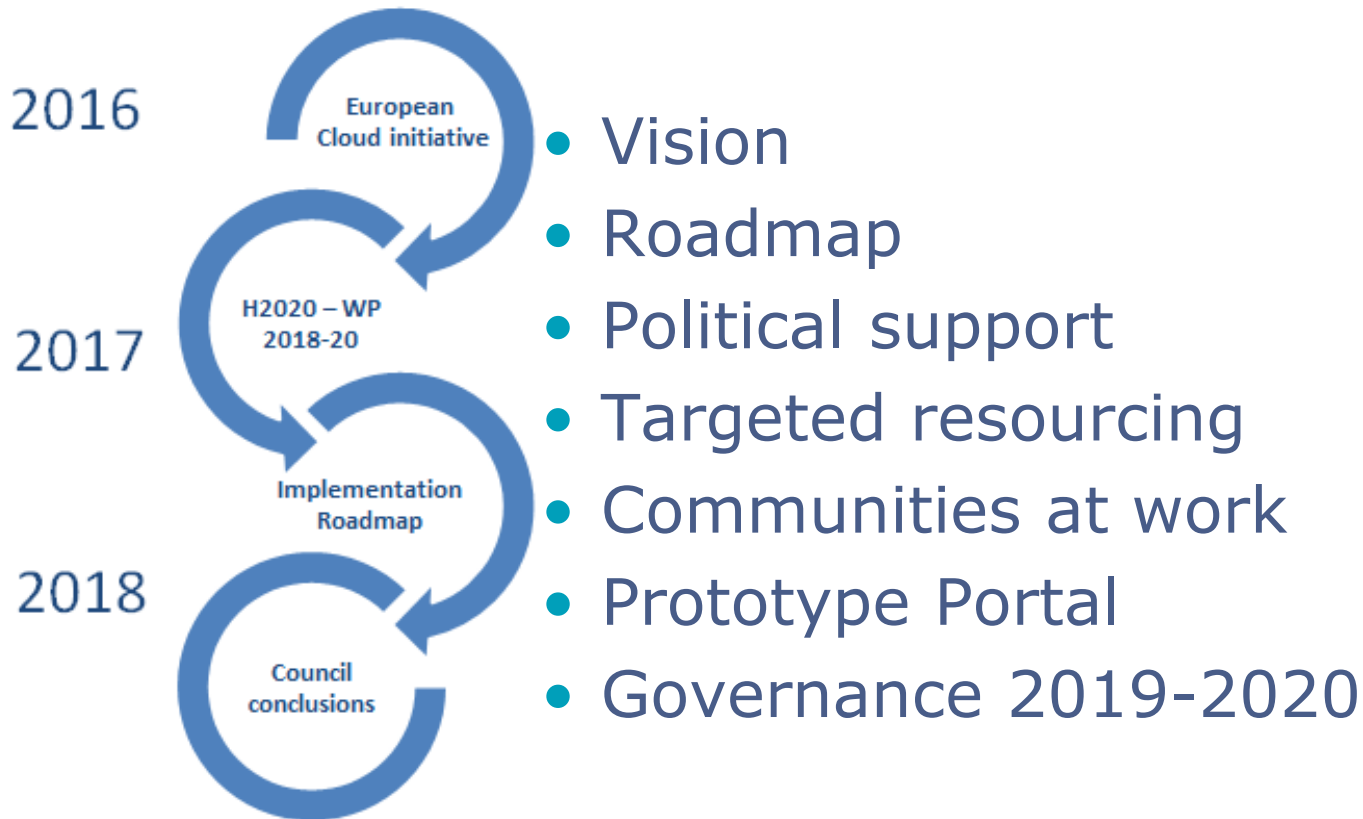 2016
European
Cloud initiative
H2020 – WP
2018-20
2017
Implementation
Roadmap
2018
Council
conclusions
• Vision
• Roadmap
• Political support
• Targeted resourcing
• Communities at work
• Prototype Portal
• Governance 2019-2020